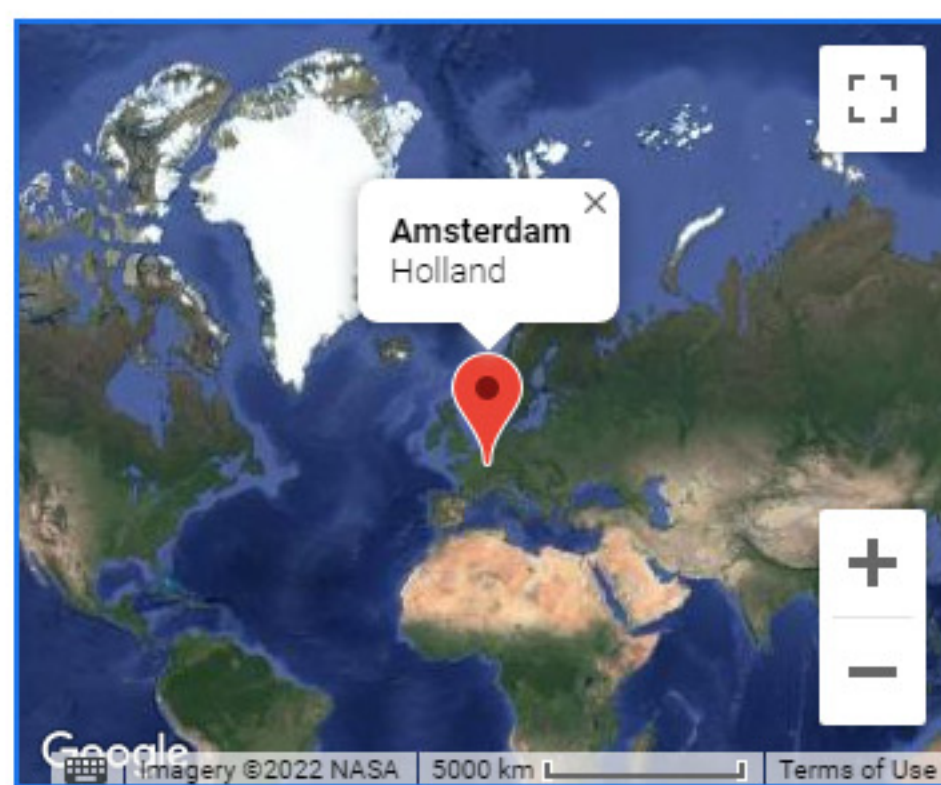 Amsterdam
Holland
Google
Imagery ©2022 NASA
5000 km
Terms of Use